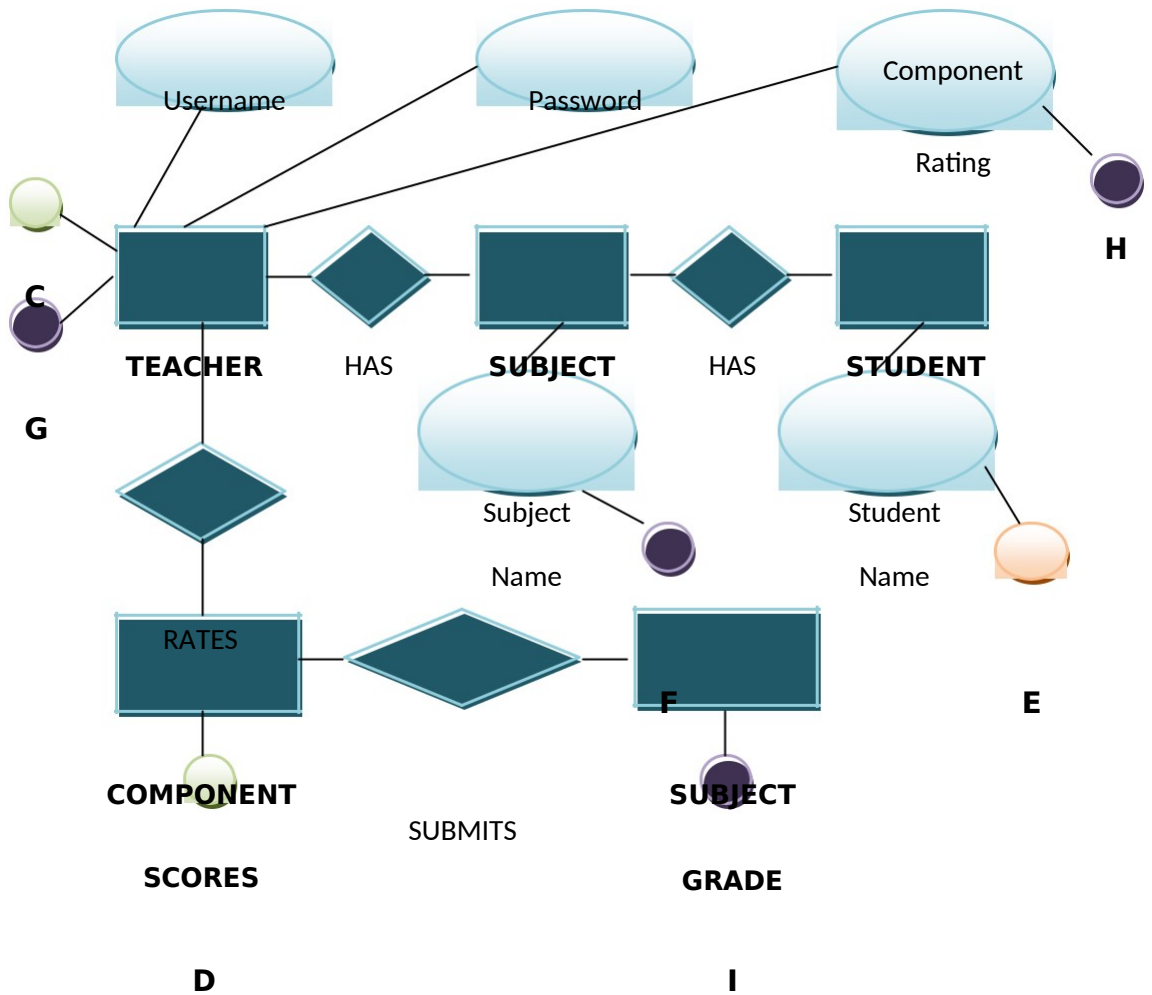 Component
Username
Password
Rating
H
C
TEACHER
HAS
SUBJECT
HAS
STUDENT
G
Subject
Student
Name
Name
RATES
F
E
COMPONENT
SUBJECT
SUBMITS
SCORES
GRADE
D
I